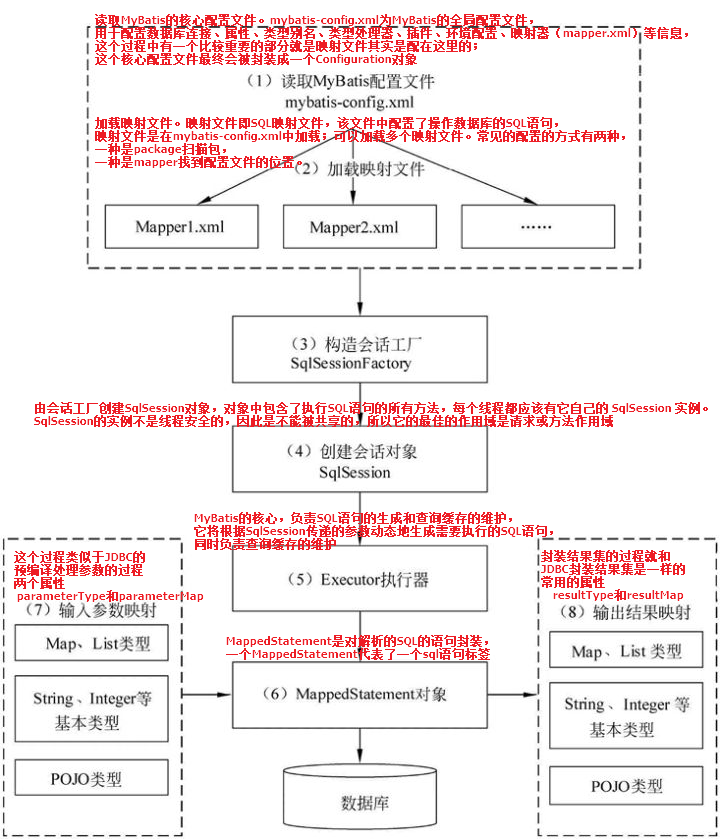 读取MyBatis的核心配置文件。mybatis-config.xml为MyBatis的全局配置文件，
用于配置数据库连接、属性、类型别名、类型处理器、插件、环境配置、映射器（mapper.xml）等信息，
这个过程中有一个比较重要的部分就是映射文件其实是配在这里的；
这个核心配置文件最终会被封装成一个Configuration对象
（1）读取MyBatis配置文件
mybatis-config.xml
加载映射文件。映射文件即SQL映射文件，该文件中配置了操作数据库的SQL语句，
映射文件是在mybatis-config.xml中加载；可以加载多个映射文件。常见的配置的方式有两种，
一种是package扫描包，
一种是mapper找到配置文件的位置。
（2）加载映射文件
Mapper1.xml
Mapper2.xml
……
（3）构造会话工厂
SqlSessionFactory
由会话工厂创建SqlSession对象，对象中包含了执行SQL语句的所有方法，每个线程都应该有它自己的 SqlSession 实例。
SqlSession的实例不是线程安全的，因此是不能被共享的，所以它的最佳的作用域是请求或方法作用域
（4）创建会话对象
SqlSession
MyBatis的核心，负责SQL语句的生成和查询缓存的维护，
它将根据SqlSession传递的参数动态地生成需要执行的SQL语句，
同时负责查询缓存的维护
（5）Executor执行器
这个过程类似于JDBC的
预编译处理参数的过程
两个属性
parameterType和parameterMap
（7）输入参数映射
Map、List类型
String、Integer等
基本类型
POJO类型
MappedStatement是对解析的SQL的语句封装，
一个MappedStatement代表了一个sql语句标签
（6）MappedStatement对象
数据库
封装结果集的过程就和
JDBC封装结果集是一样的
常用的属性
resultType和resultMap
（8）输出结果映射
Map、List 类型
String、Integer 等
基本类型
POJO类型